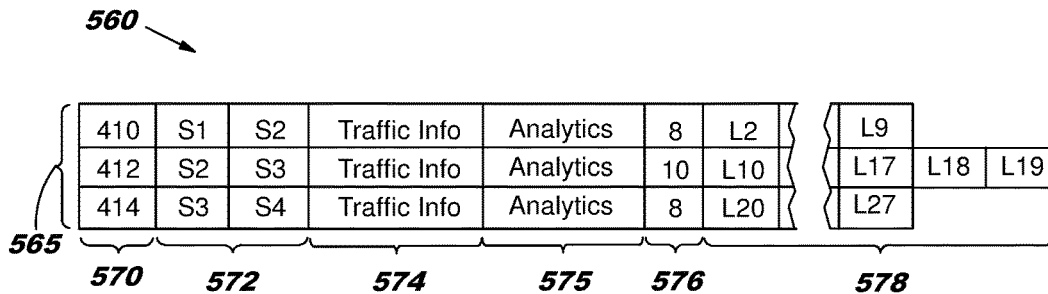 560
410 S1 S2 Traffic Info Analytics 8 L2 L9
412 S2 S3 Traffic Info Analytics 10 L10 L17 L18 L19
414 S3 S4 Traffic Info Analytics 8 L20 L27
565
570 572 574 575 576 578